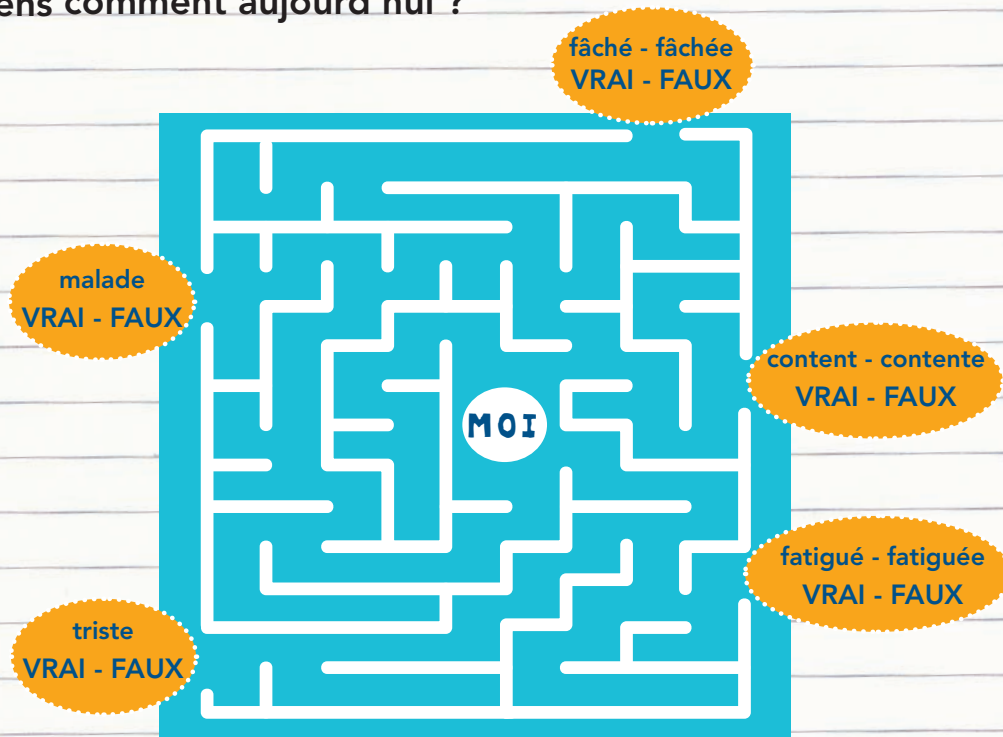 comment aujourd'hui ?
fâché - fâchée
VRAI - FAUX
malade
VRAI - FAUX
content - contente
VRAI - FAUX
MOI
fatigué - fatiguée
VRAI - FAUX
triste
VRAI - FAUX